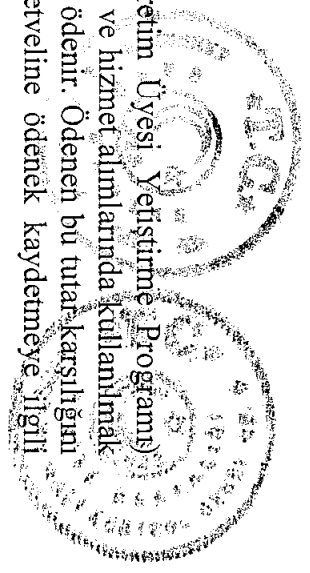 retim Üyesi Yetiştirme Programı)
ve hizmet alımlarında kullanılmak
ödenir. Ödenen bu tutar karşılığını
etveline ödenek kaydetmeye ilgili
T.C.